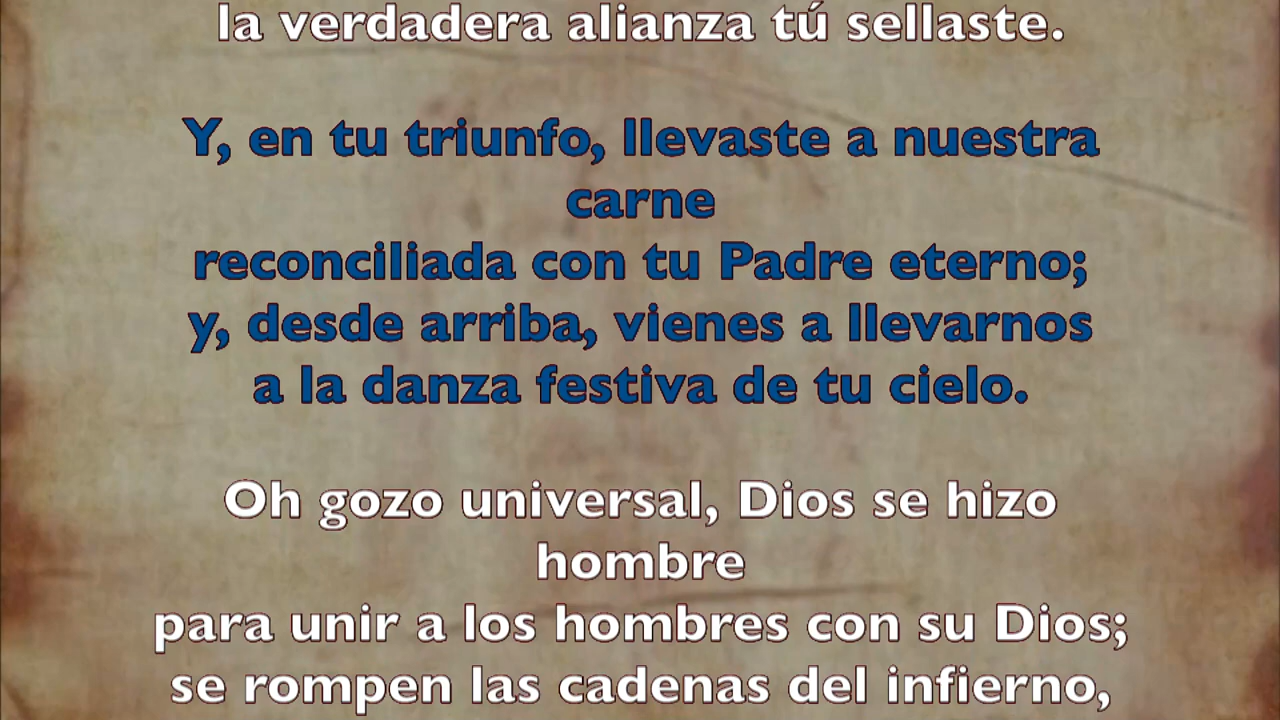 la verdadera alianza tú sellaste.
Y, en tu triunfo, llevaste a nuestra
carne
reconciliada con tu Padre eterno;
y, desde arriba, vienes a llevarnos
a la danza festiva de tu cielo.
Oh gozo universal, Dios se hizo
hombre
para unir a los hombres con su Dios;
se rompen las cadenas del infierno,